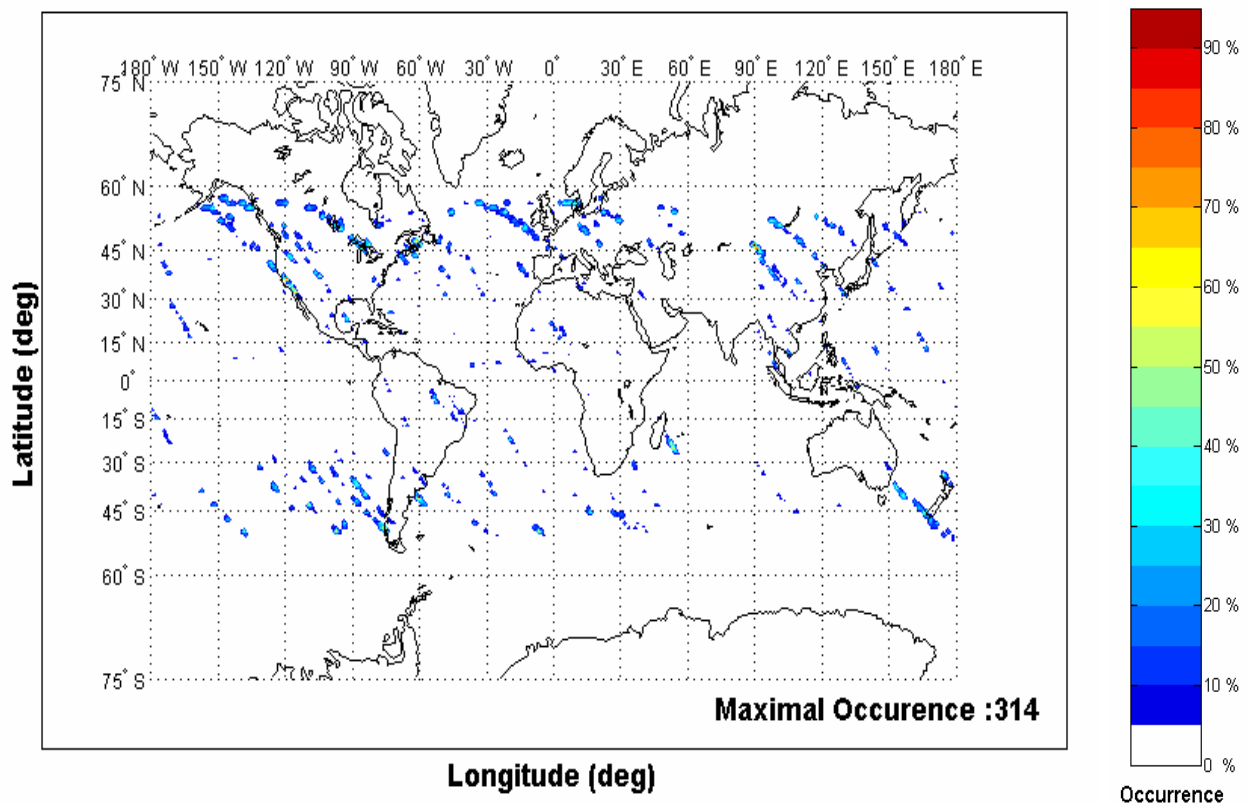 180° W 150° W 120° W 90° W 60° W 30° W 0° 30° E 60° E 90° E 120° E 150° E 180° E
75° N
60° N
45° N
30° N
15° N
0°
15° S
30° S
45° S
60° S
75° S
Latitude (deg)
Maximal Occurence :314
Longitude (deg)
90 %
80 %
70 %
60 %
50 %
40 %
30 %
20 %
10 %
0 %
Occurrence